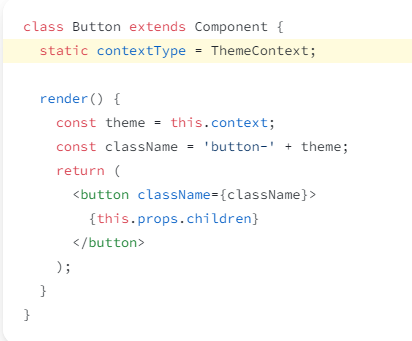 class Button extends Component {
  static contextType = ThemeContext;

  render() {
    const theme = this.context;
    const className = 'button-' + theme;
    return (
      <button className={className}>
        {this.props.children}
      </button>
    );
  }
}